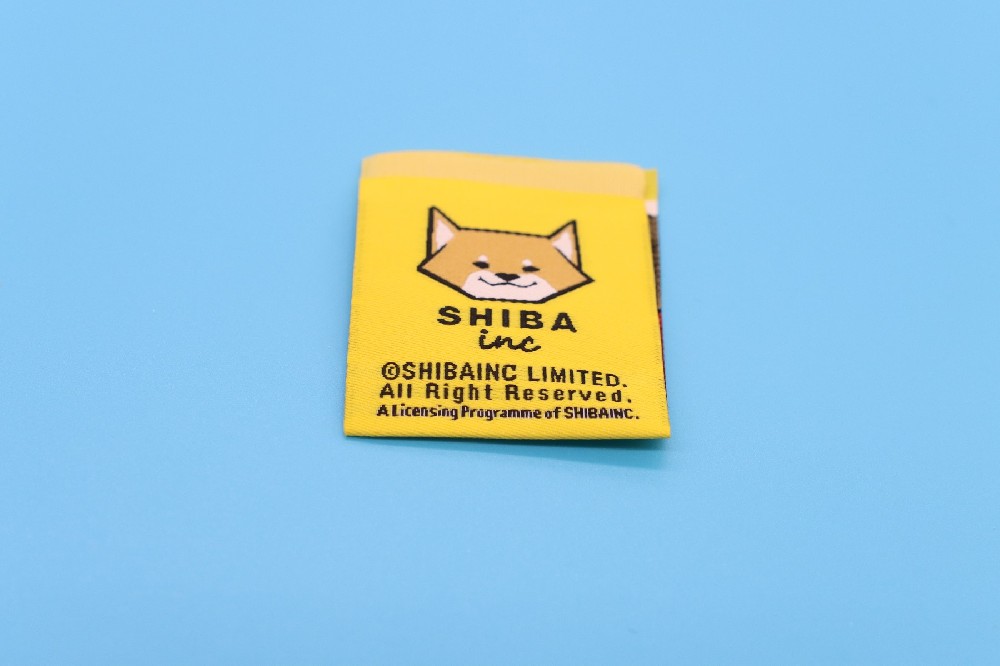 SHIBA
inc
©SHIBAINC LIMITED.
All Right Reserved.
A Licensing Programme of SHIBAINC.